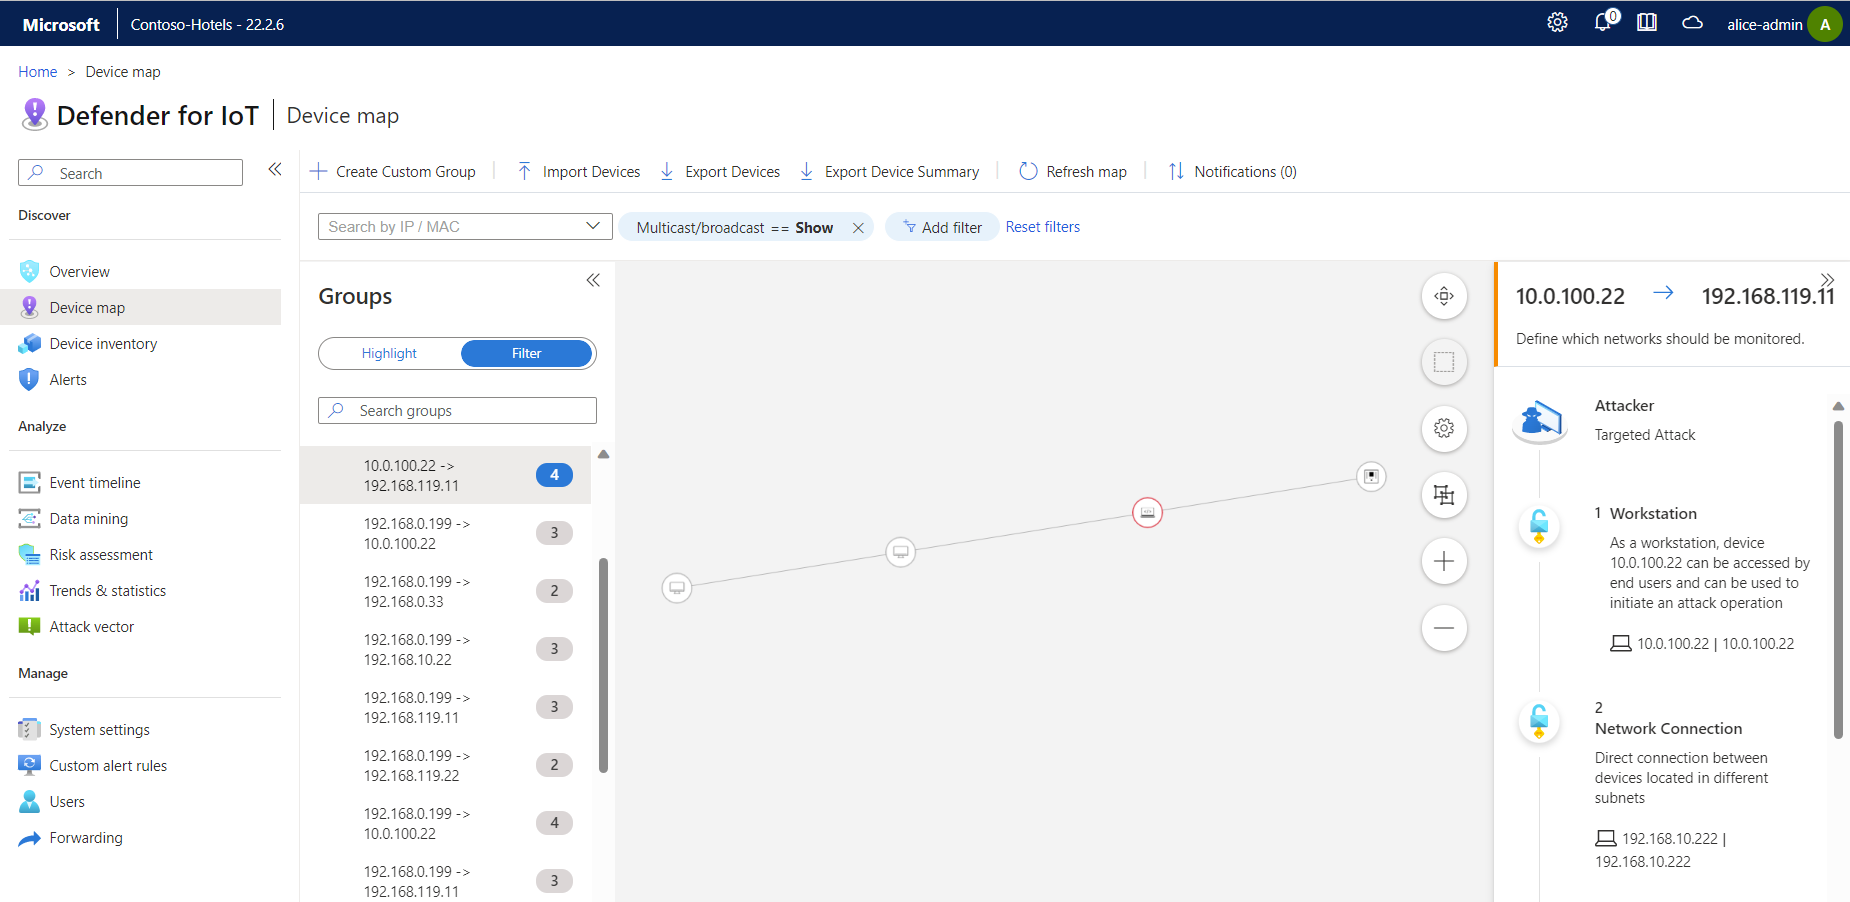 Microsoft
Contoso-Hotels - 22.2.6
0
alice-admin
A
Home > Device map
Defender for IoT
Device map
Search
Discover
Overview
Device map
Device inventory
Alerts
Analyze
Event timeline
Data mining
Risk assessment
Trends & statistics
Attack vector
Manage
System settings
Custom alert rules
Users
Forwarding
Create Custom Group
Import Devices
Export Devices
Export Device Summary
Refresh map
Notifications (0)
Search by IP / MAC
Multicast/broadcast == Show
Add filter
Reset filters
Groups
Highlight
Filter
Search groups
10.0.100.22 ->
192.168.119.11
4
192.168.0.199 ->
10.0.100.22
3
192.168.0.199 ->
192.168.0.33
2
192.168.0.199 ->
192.168.10.22
3
192.168.0.199 ->
192.168.119.11
3
192.168.0.199 ->
192.168.119.22
2
192.168.0.199 ->
10.0.100.22
4
192.168.0.199 ->
192.168.119.11
3
10.0.100.22
192.168.119.11
Define which networks should be monitored.
Attacker
Targeted Attack
1 Workstation
As a workstation, device
10.0.100.22 can be accessed by
end users and can be used to
initiate an attack operation
10.0.100.22 | 10.0.100.22
2
Network Connection
Direct connection between
devices located in different
subnets
192.168.10.222 |
192.168.10.222